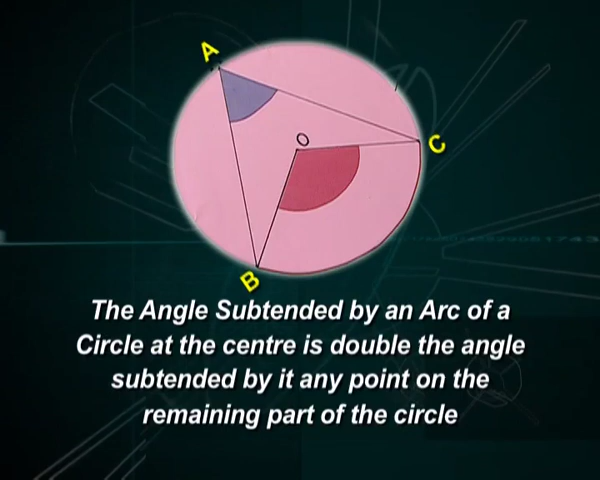 A
O
C
B
The Angle Subtended by an Arc of a
Circle at the centre is double the angle
subtended by it any point on the
remaining part of the circle